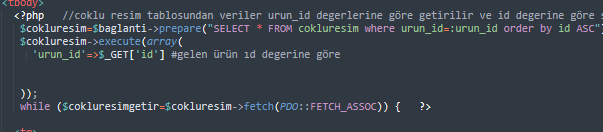 <tbody>
<?php //coklu resim tablosundan veriler urun_id degerlerine göre getirilir ve id degerine göre
$cokluresim=$baglanti->prepare("SELECT * FROM cokluresim where urun_id=:urun_id order by id ASC"
$cokluresim->execute(array(
'urun_id'=>$_GET['id'] #gelen ürün ıd degerine göre
));
while ($cokluresimgetir=$cokluresim->fetch(PDO::FETCH_ASSOC)) { ?>
<tr>